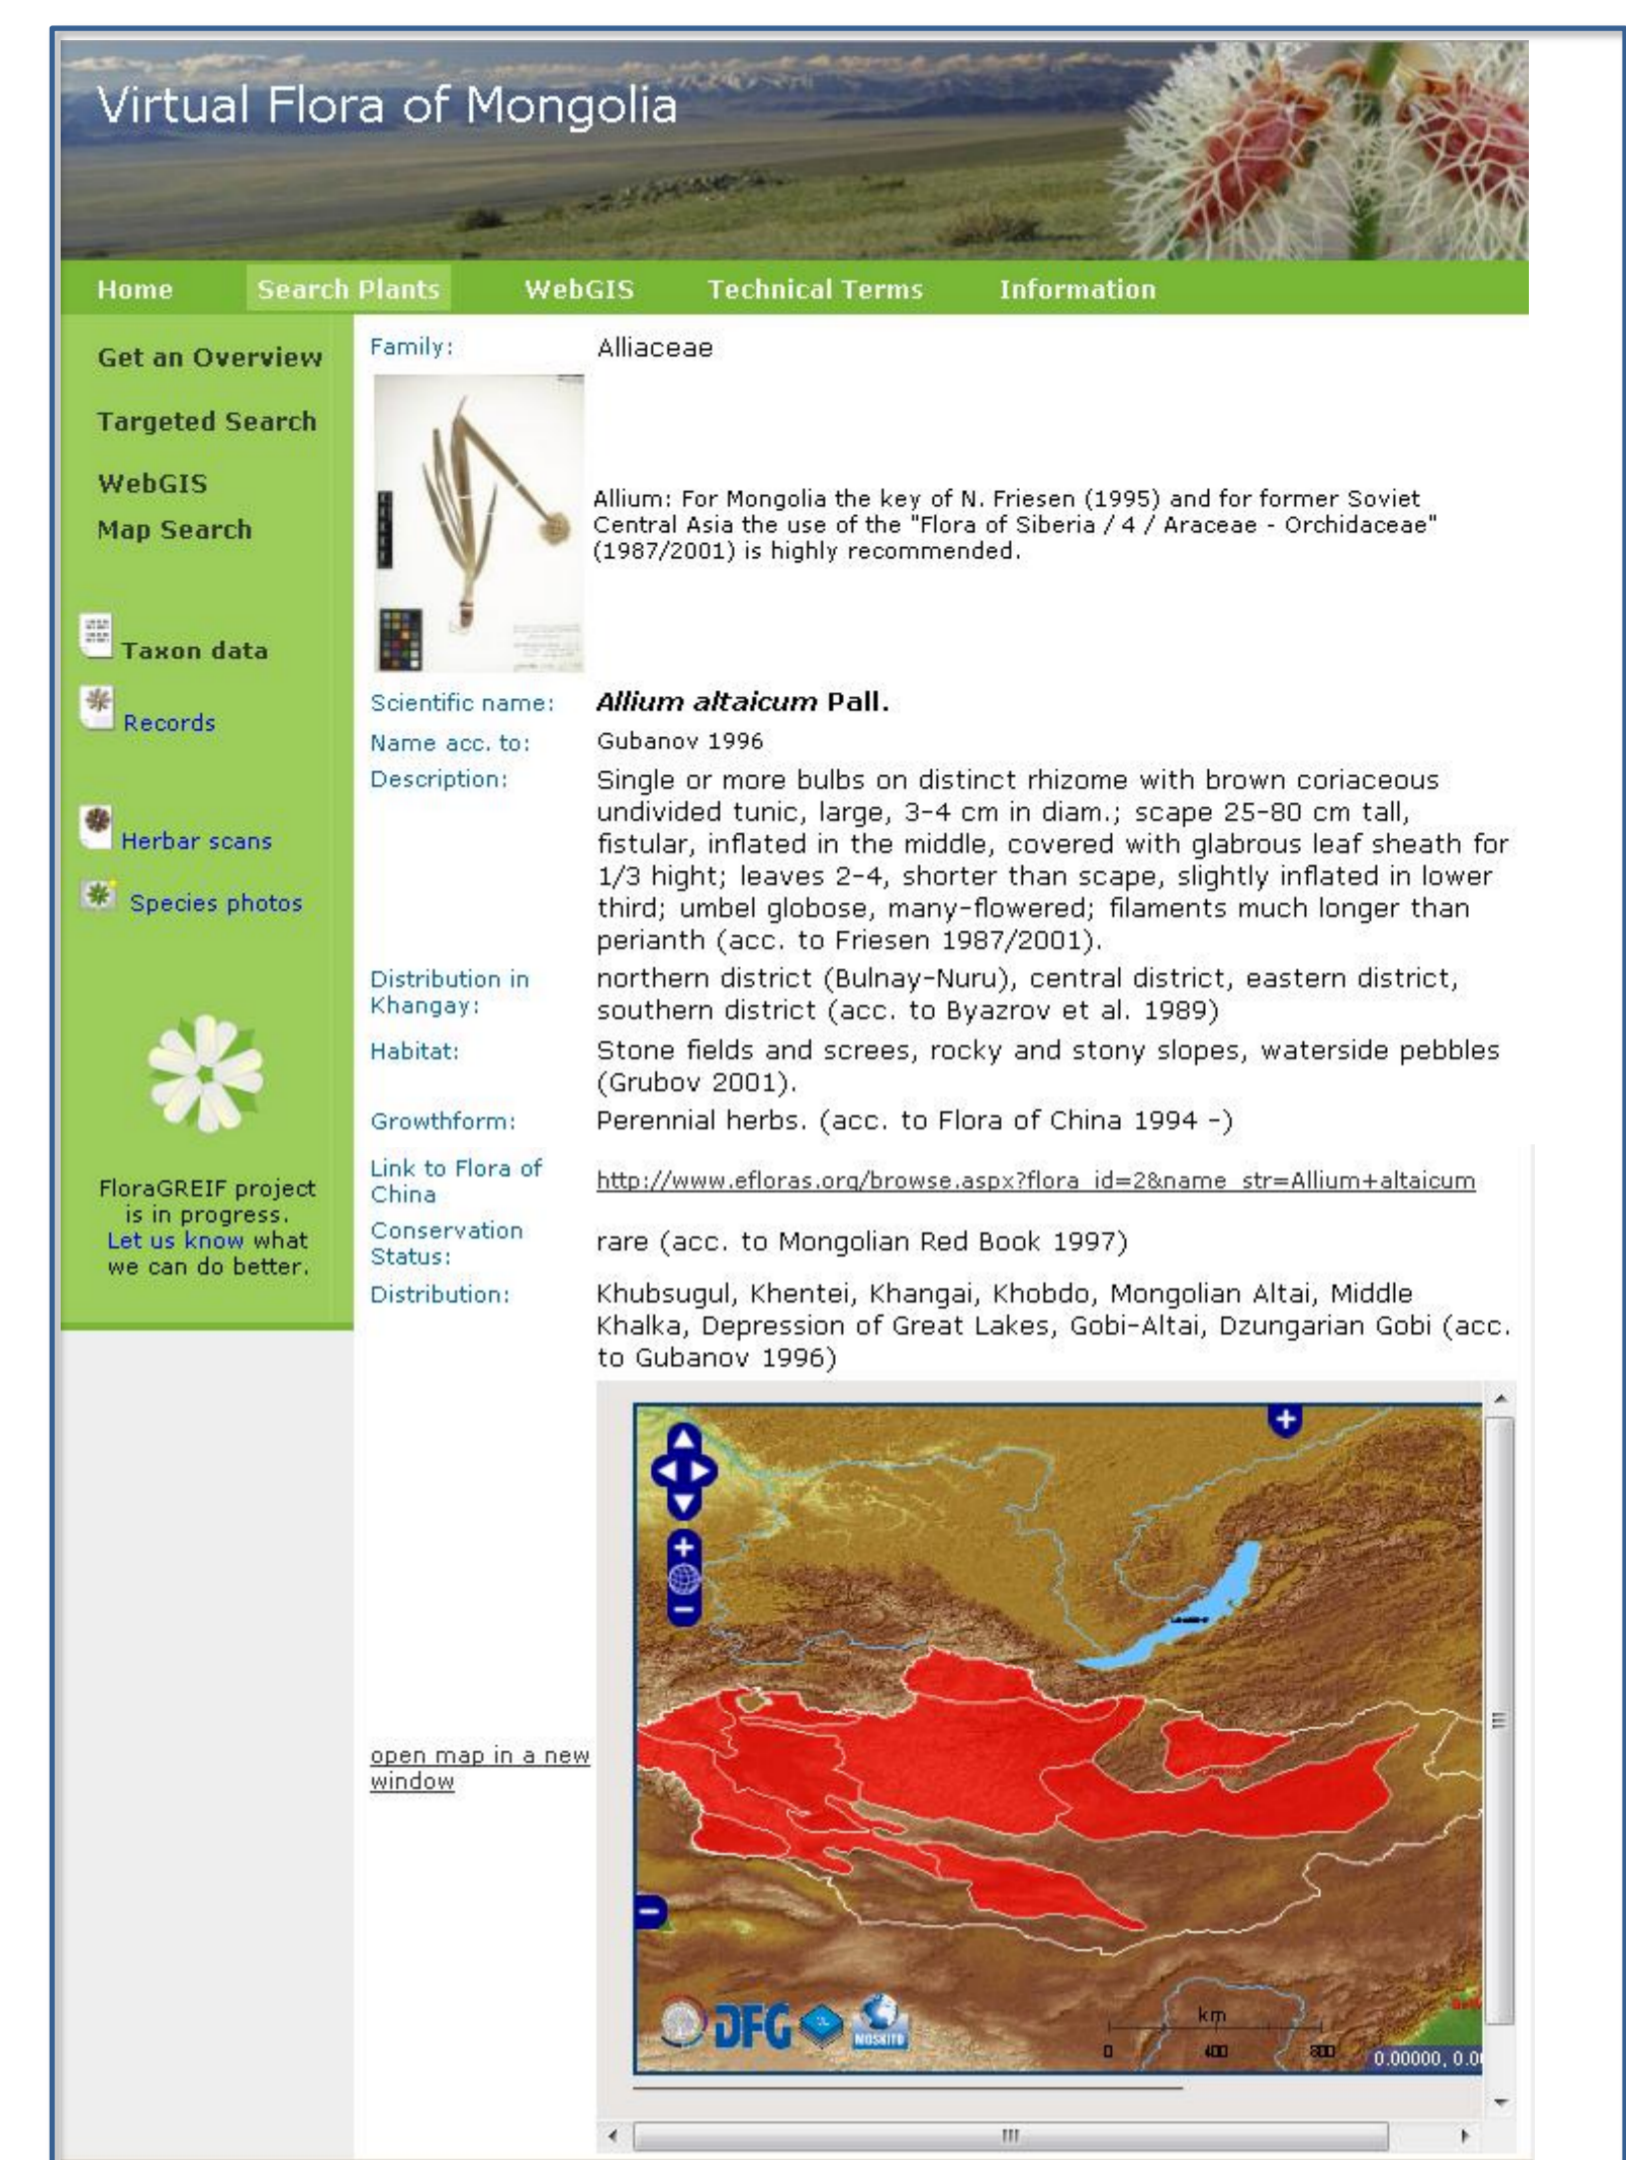 Virtual Flora of Mongolia
Home Search Plants WebGIS Technical Terms Information
Get an Overview
Targeted Search
WebGIS
Map Search
Taxon data
Records
Herbar scans
Species photos
FloraGREIF project
is in progress.
Let us know what
we can do better.
Family: Alliaceae
Allium: For Mongolia the key of N. Friesen (1995) and for former Soviet
Central Asia the use of the "Flora of Siberia / 4 / Araceae - Orchidaceae"
(1987/2001) is highly recommended.
Scientific name: Allium altaicum Pall.
Name acc. to: Gubanov 1996
Description: Single or more bulbs on distinct rhizome with brown coriaceous
undivided tunic, large, 3-4 cm in diam.; scape 25-80 cm tall,
fistular, inflated in the middle, covered with glabrous leaf sheath for
1/3 hight; leaves 2-4, shorter than scape, slightly inflated in lower
third; umbel globose, many-flowered; filaments much longer than
perianth (acc. to Friesen 1987/2001).
Distribution in
Khangay:
northern district (Bulnay-Nuru), central district, eastern district,
southern district (acc. to Byazrov et al. 1989)
Habitat: Stone fields and screes, rocky and stony slopes, waterside pebbles
(Grubov 2001).
Growthform: Perennial herbs. (acc. to Flora of China 1994 -)
Link to Flora of
China
http://www.efloras.org/browse.aspx?flora_id=2&name_str=Allium+altaicum
Conservation
Status:
rare (acc. to Mongolian Red Book 1997)
Distribution: Khubsugul, Khentei, Khangai, Khobdo, Mongolian Altai, Middle
Khalka, Depression of Great Lakes, Gobi-Altai, Dzungarian Gobi (acc.
to Gubanov 1996)
open map in a new
window
DFG
MOSKITO
km
0 400 800
0.00000, 0.0